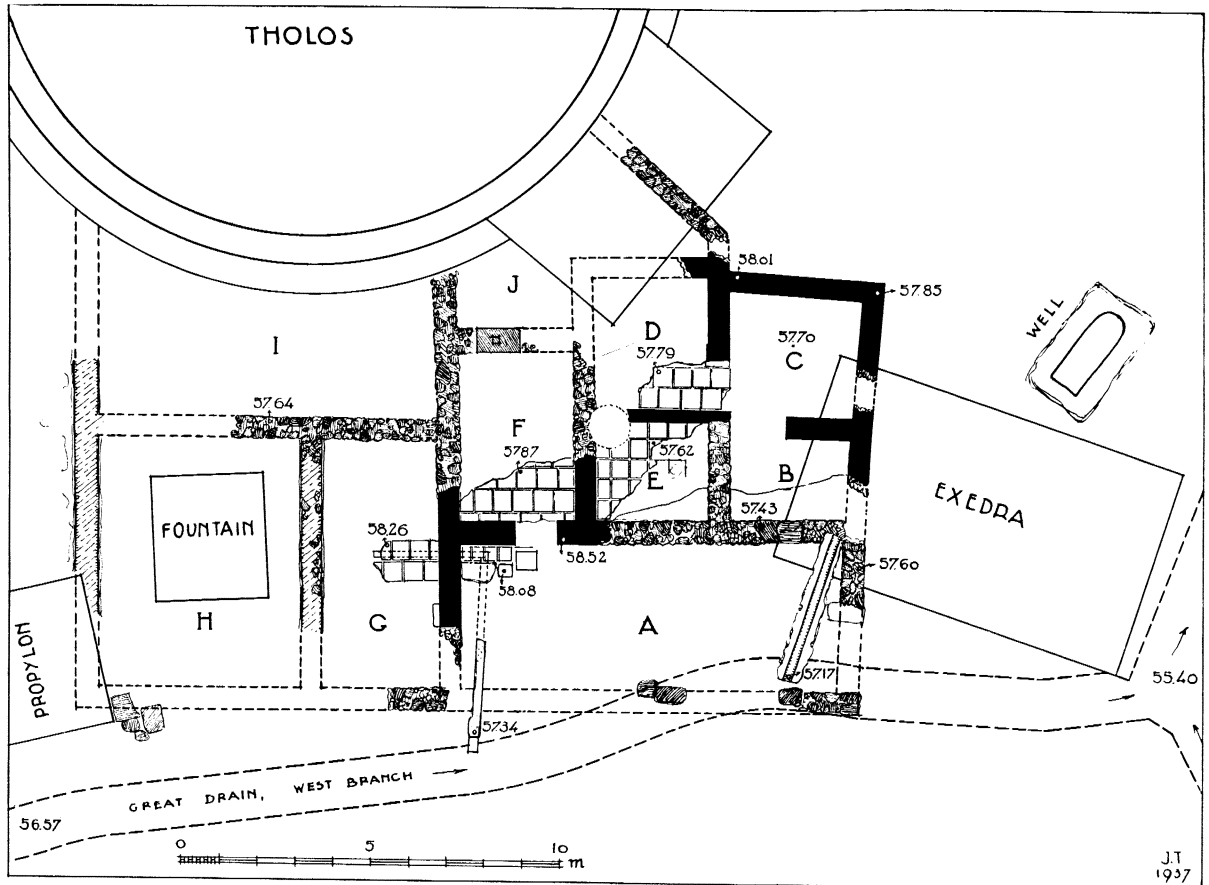 THOLOS
58.01
57.85
J
WELL
D
57.79
57.70
C
I
57.64
F
57.87
57.62
E
B
EXEDRA
FOUNTAIN
57.43
58.26
58.52
58.08
57.60
H
G
A
PROPYLON
57.17
55.40
57.34
GREAT DRAIN, WEST BRANCH
56.57
0 5 10 m
J.T
1937